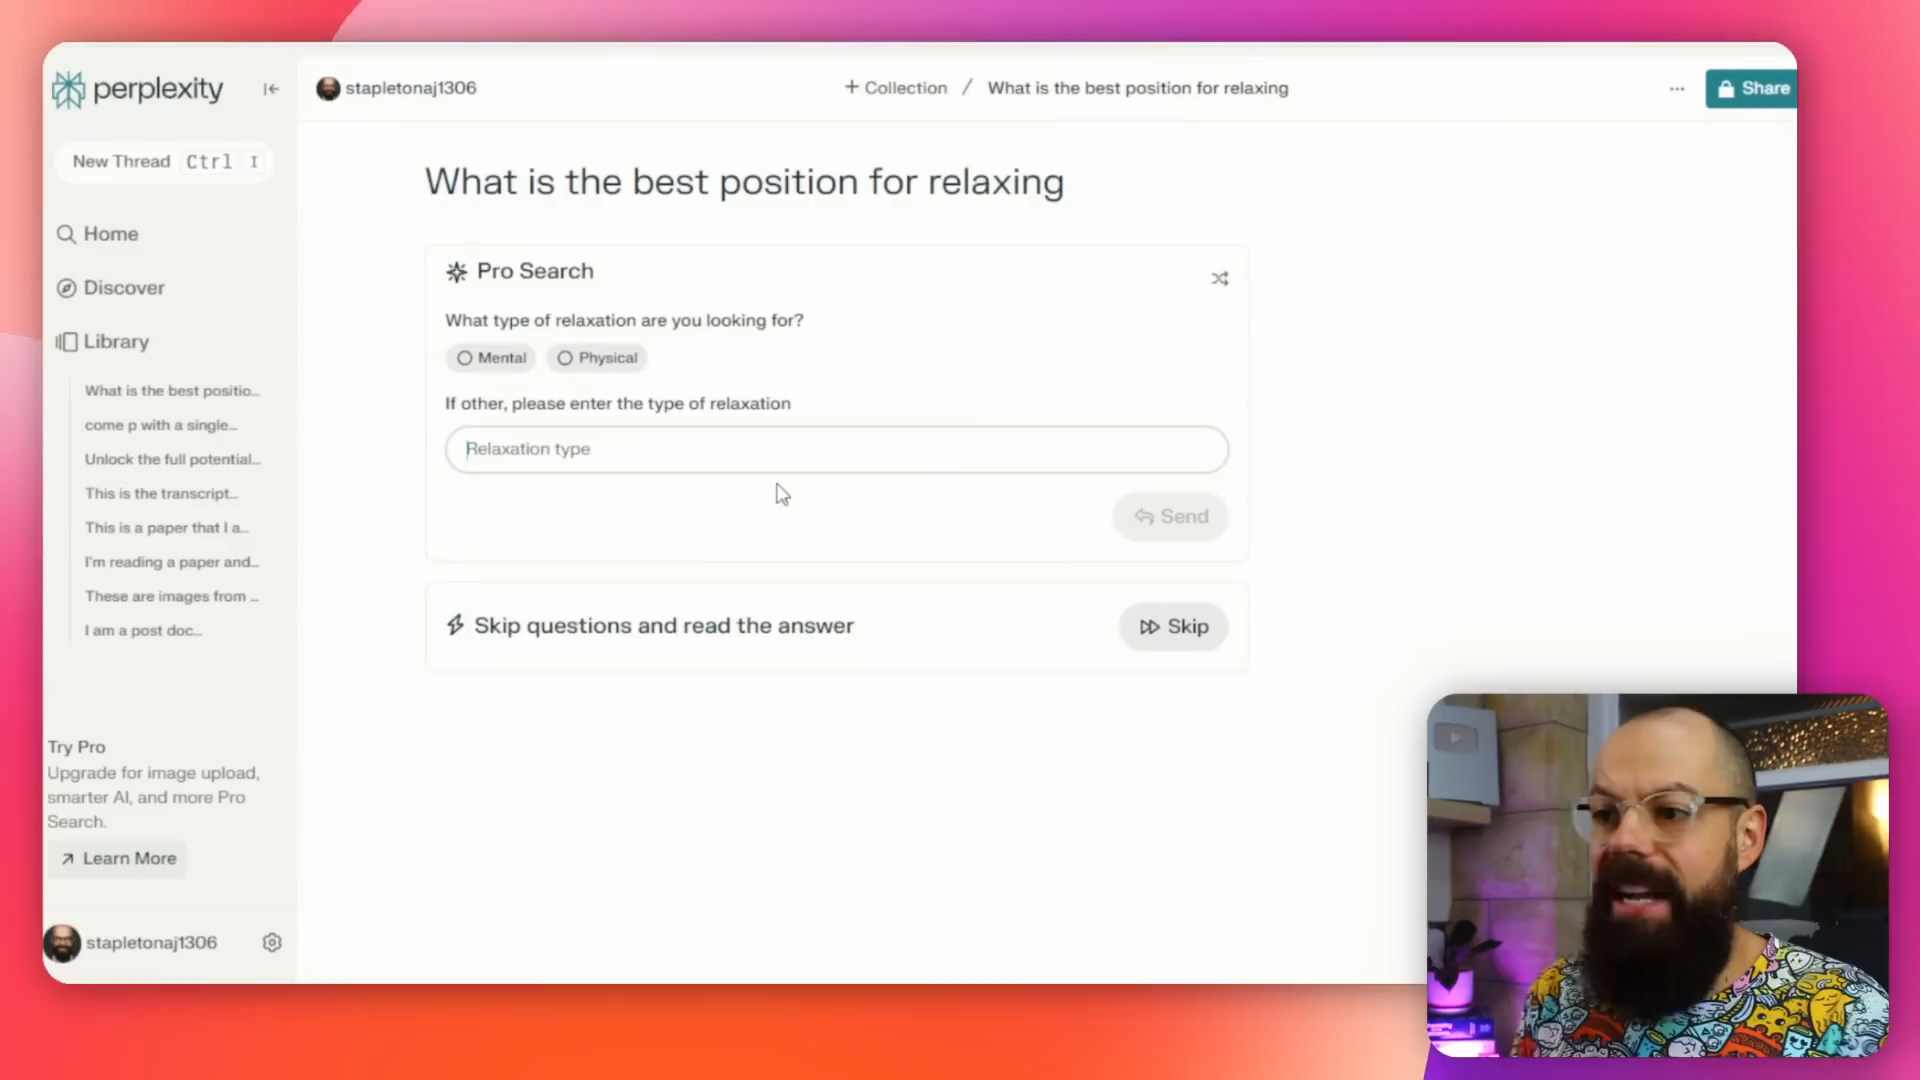 perplexity
New Thread Ctrl I
Home
Discover
Library
What is the best positio...
come p with a single...
Unlock the full potential...
This is the transcript...
This is a paper that I a...
I'm reading a paper and...
These are images from ...
I am a post doc...
Try Pro
Upgrade for image upload,
smarter AI, and more Pro
Search.
Learn More
stapletonaj1306
stapletonaj1306
+ Collection / What is the best position for relaxing
... Share
What is the best position for relaxing
Pro Search
What type of relaxation are you looking for?
Mental Physical
If other, please enter the type of relaxation
Relaxation type
Send
Skip questions and read the answer
Skip